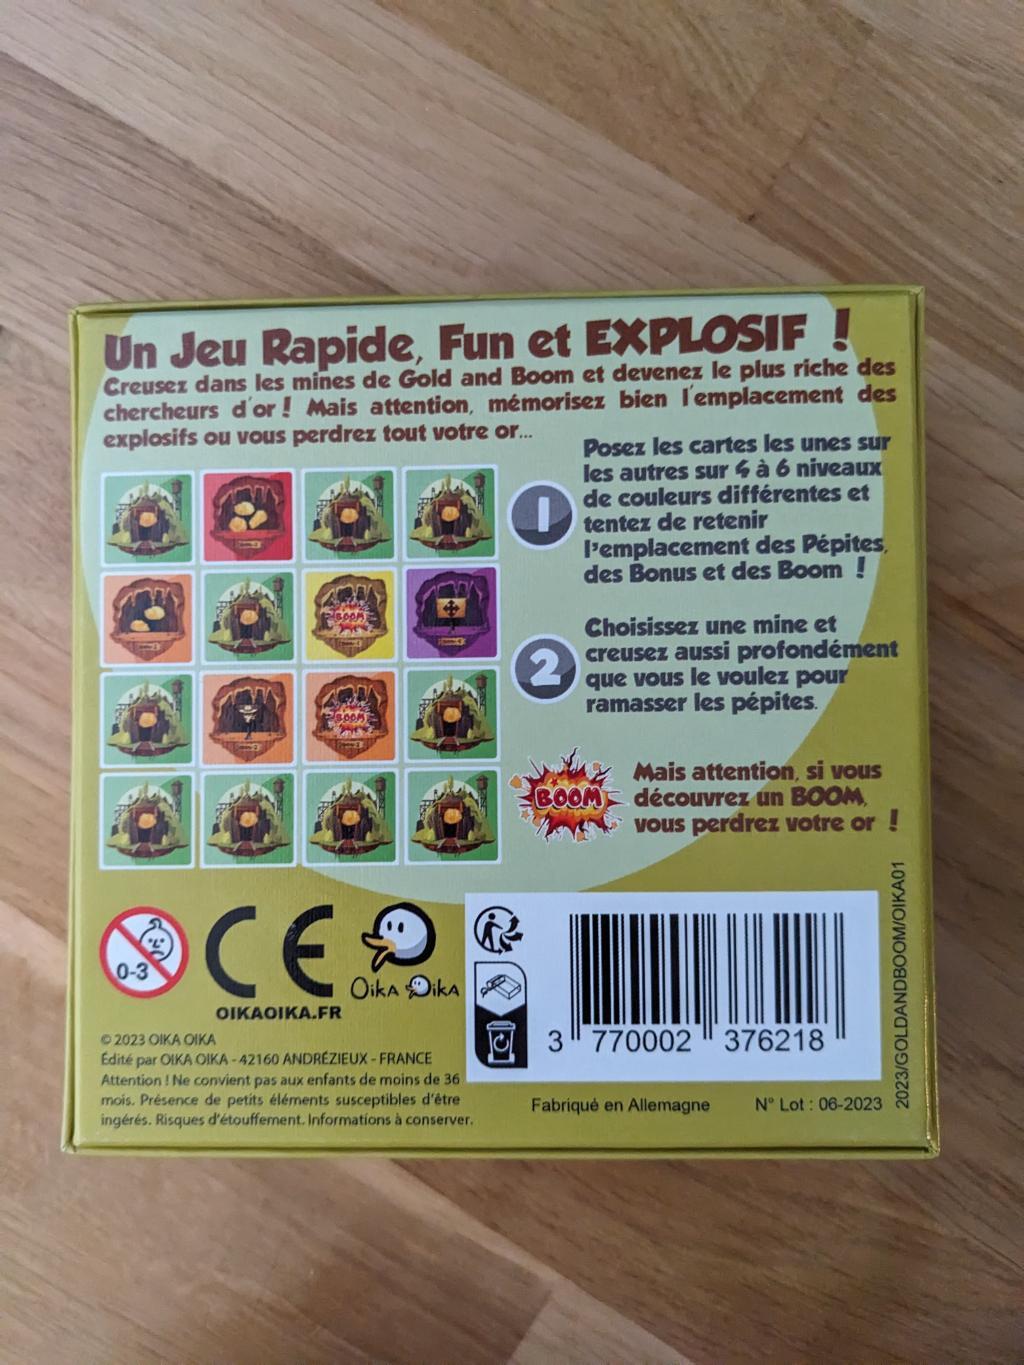 Un Jeu Rapide, Fun et EXPLOSIF !
Creusez dans les mines de Gold and Boom et devenez le plus riche des
chercheurs d'or ! Mais attention, mémorisez bien l'emplacement des
explosifs ou vous perdrez tout votre or...
1
Posez les cartes les unes sur
les autres sur 4 à 6 niveaux
de couleurs différentes et
tentez de retenir
l'emplacement des Pépites,
des Bonus et des Boom !
BOOM
BOOM
2
Choisissez une mine et
creusez aussi profondément
que vous le voulez pour
ramasser les pépites.
BOOM
Mais attention, si vous
découvrez un BOOM,
vous perdrez votre or !
0-3
CE
OIKA OIKA
OIKAOIKA.FR
© 2023 OIKA OIKA
Édité par OIKA OIKA - 42160 ANDRÉZIEUX - FRANCE
Attention ! Ne convient pas aux enfants de moins de 36
mois. Présence de petits éléments susceptibles d'être
ingérés. Risques d'étouffement. Informations à conserver.
3 770002 376218
Fabriqué en Allemagne
N° Lot : 06-2023
2023/GOLDANDBOOM/OIKA01